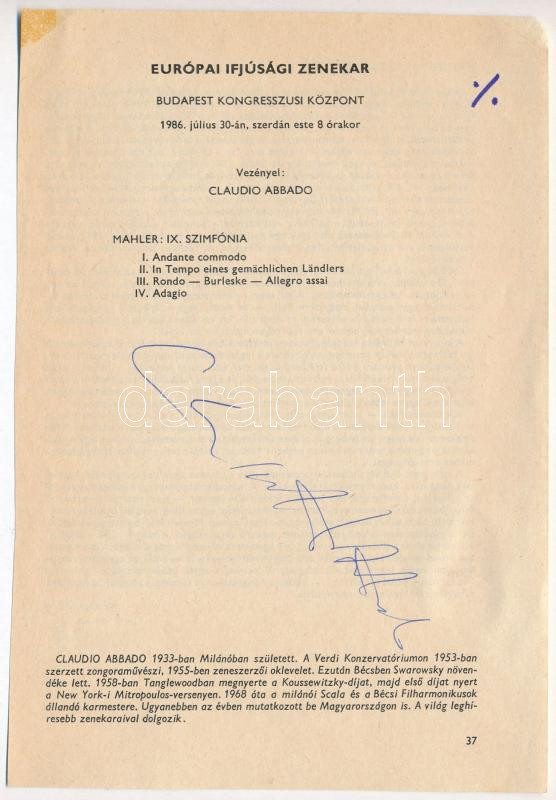 EURÓPAI IFJÚSÁGI ZENEKAR
BUDAPEST KONGRESSZUSI KÖZPONT
1986. július 30-án, szerdán este 8 órakor
Vezényel:
CLAUDIO ABBADO
MAHLER: IX. SZIMFÓNIA
I. Andante commodo
II. In Tempo eines gemächlichen Ländlers
III. Rondo — Burleske — Allegro assai
IV. Adagio
darabanth
CLAUDIO ABBADO 1933-ban Milánóban született. A Verdi Konzervatóriumon 1953-ban
szerzett zongoraművészi, 1955-ben zeneszerzői oklevelet. Ezután Bécsben Swarowsky növen-
déke lett. 1958-ban Tanglewoodban megnyerte a Koussewitzky-díjat, majd első díjat nyert
a New York-i Mitropoulos-versenyen. 1968 óta a milánói Scala és a Bécsi Filharmonikusok
állandó karmestere. Ugyanebben az évben mutatkozott be Magyarországon is. A világ leghí-
resebb zenekaraival dolgozik.
37